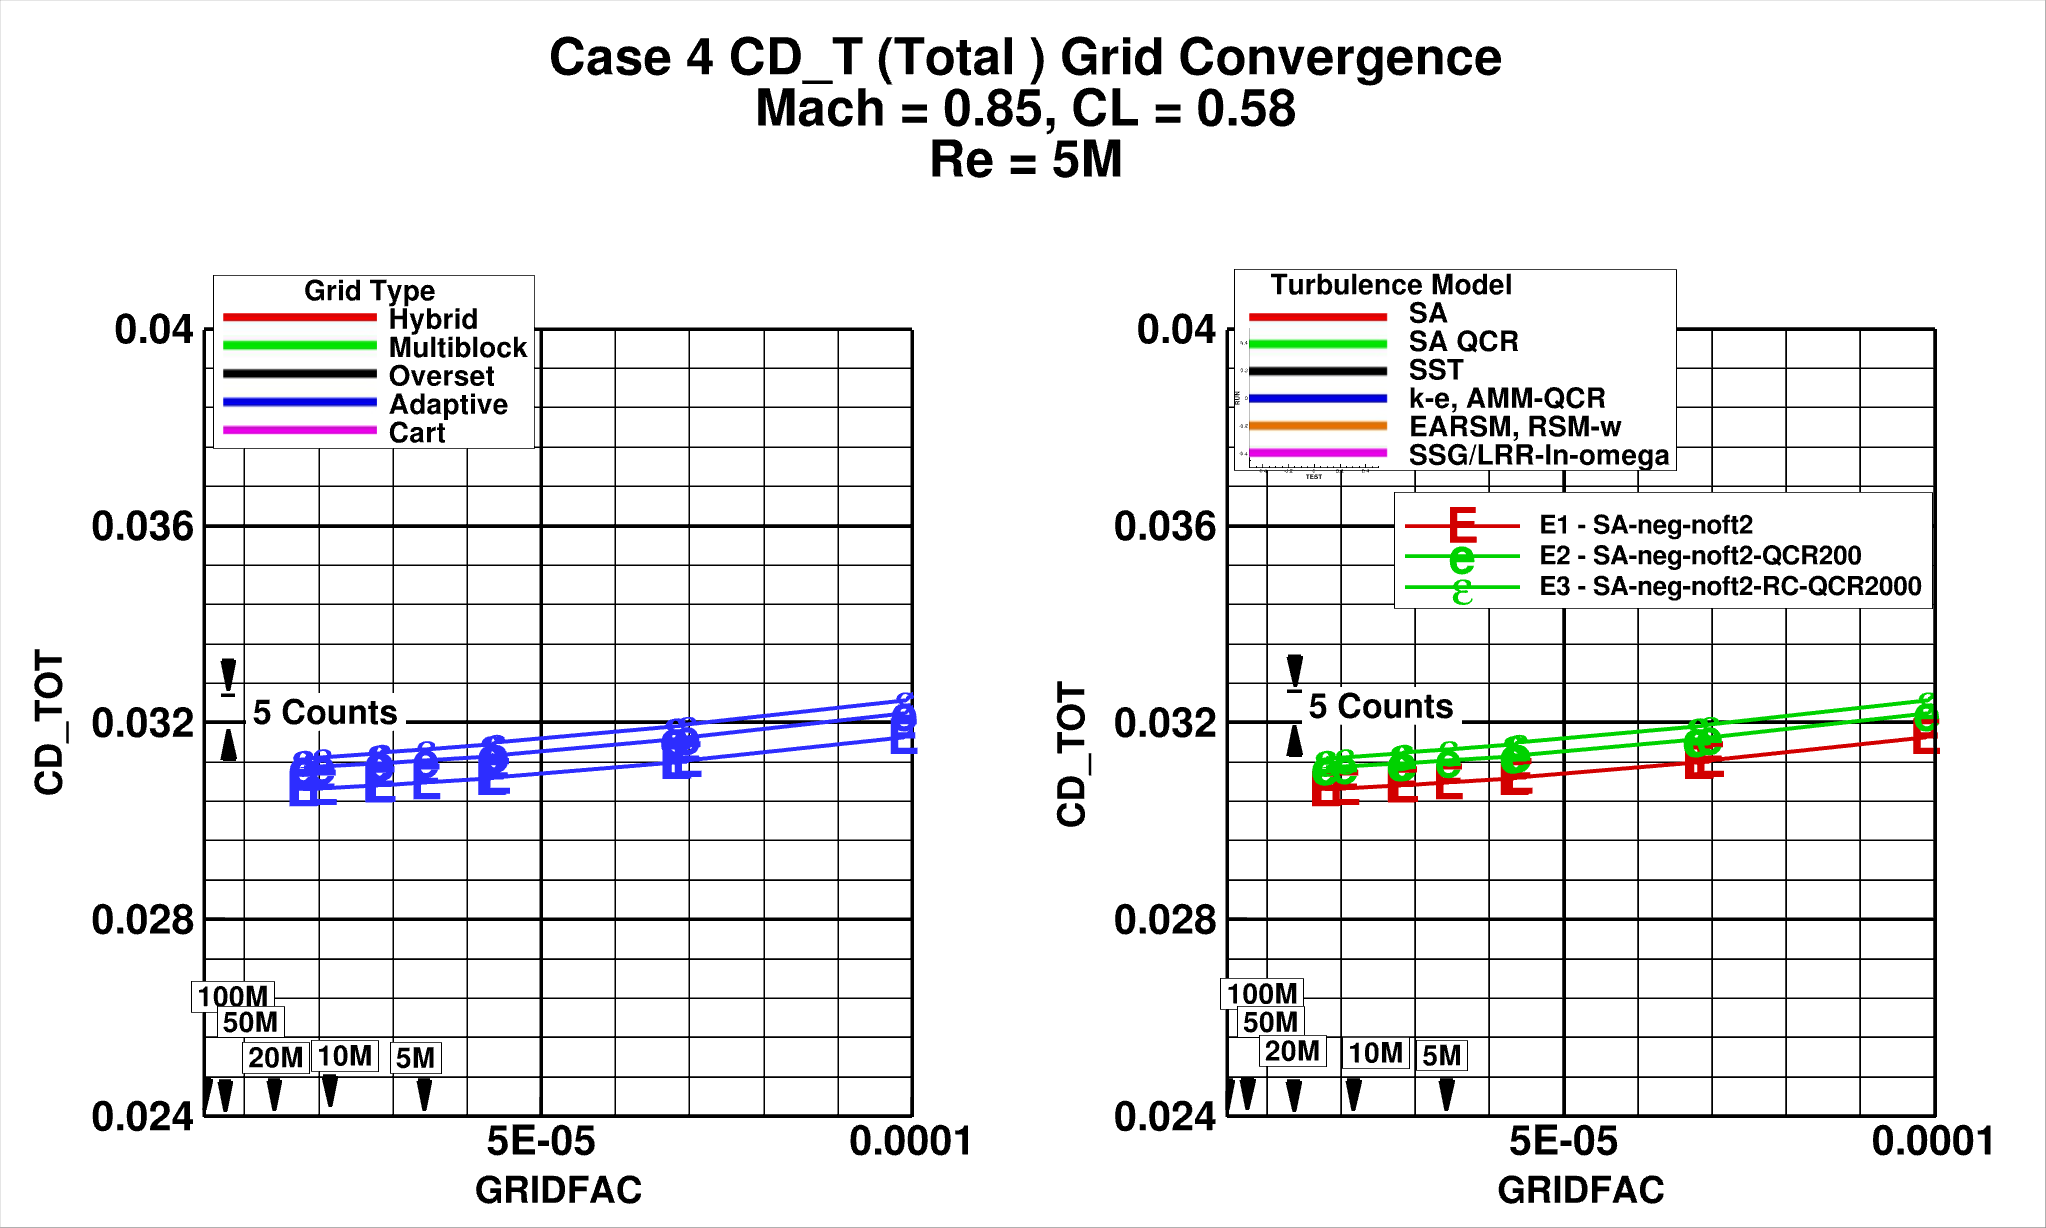 Case 4 CD_T (Total ) Grid Convergence
Mach = 0.85, CL = 0.58
Re = 5M
Grid Type
Hybrid
Multiblock
Overset
Adaptive
Cart
0.04
0.036
0.032
0.028
0.024
CD_TOT
5 Counts
100M
50M
20M
10M
5M
5E-05
0.0001
GRIDFAC
Turbulence Model
SA
SA QCR
SST
k-e, AMM-QCR
EARSM, RSM-w
SSG/LRR-ln-omega
RUN
TEST
E E1 - SA-neg-noft2
e E2 - SA-neg-noft2-QCR200
ε E3 - SA-neg-noft2-RC-QCR2000
0.04
0.036
0.032
0.028
0.024
CD_TOT
5 Counts
100M
50M
20M
10M
5M
5E-05
0.0001
GRIDFAC